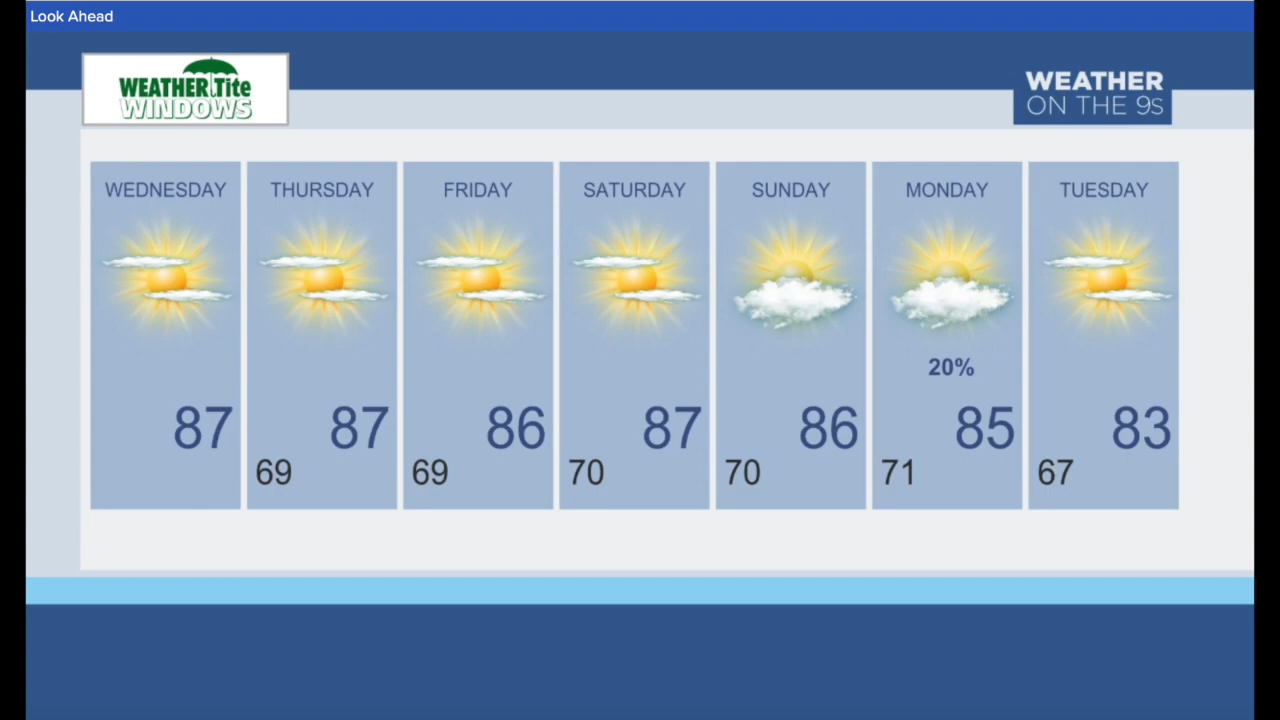 Look Ahead
WEATHER Tite
WINDOWS
WEATHER
ON THE 9s
WEDNESDAY
87
THURSDAY
87
69
FRIDAY
86
69
SATURDAY
87
70
SUNDAY
86
70
MONDAY
20%
85
71
TUESDAY
83
67